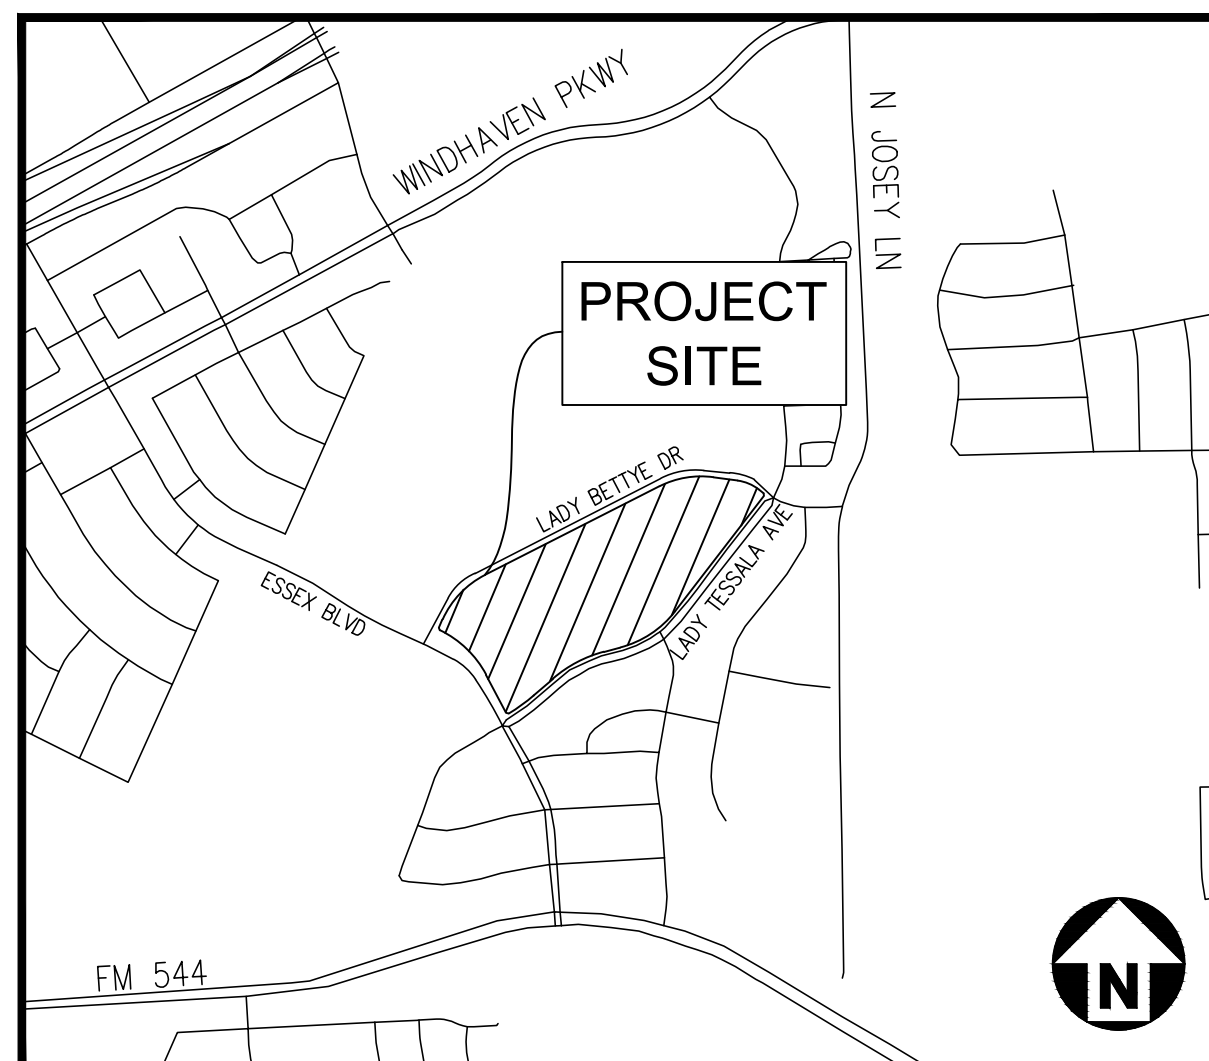 WINDHAVEN PKWY
N JOSEY LN
PROJECT
SITE
LADY BETTYE DR
LADY TESSALA AVE
ESSEX BLVD
FM 544
N